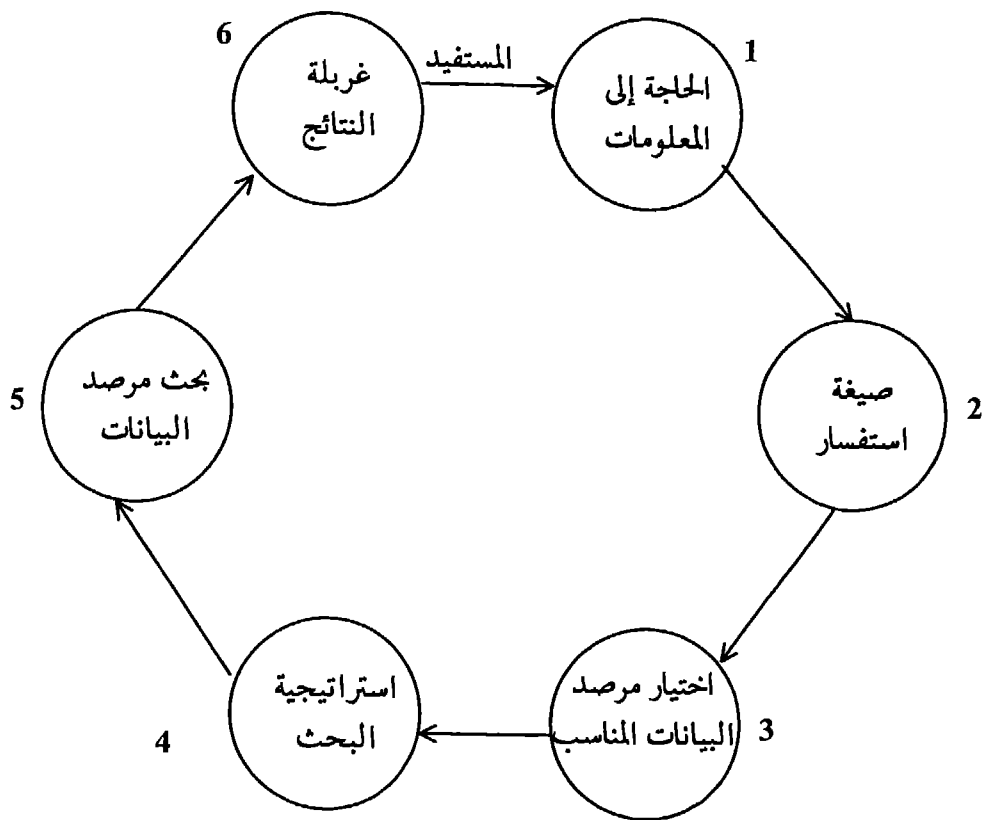 1
الحاجة إلى
المعلومات
2
صيغة
استفسار
3
اختيار مرصد
البيانات المناسب
4
استراتيجية
البحث
5
بحث مرصد
البيانات
6
غربلة
النتائج
المستفيد